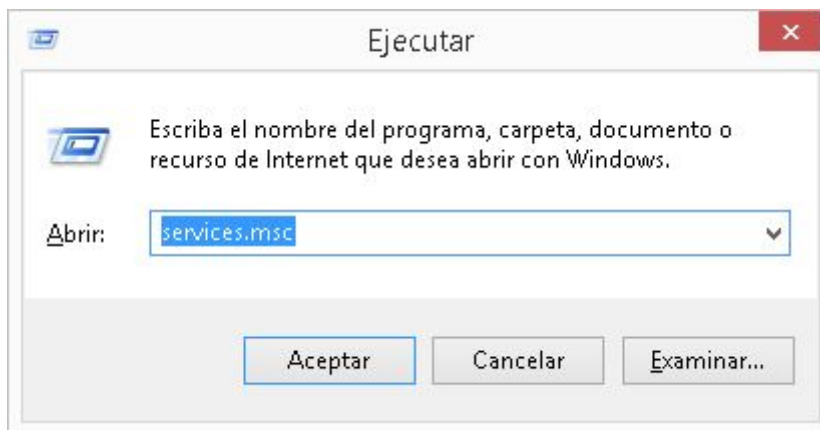 Ejecutar
Escriba el nombre del programa, carpeta, documento o
recurso de Internet que desea abrir con Windows.
Abrir: services.msc
Aceptar Cancelar Examinar...